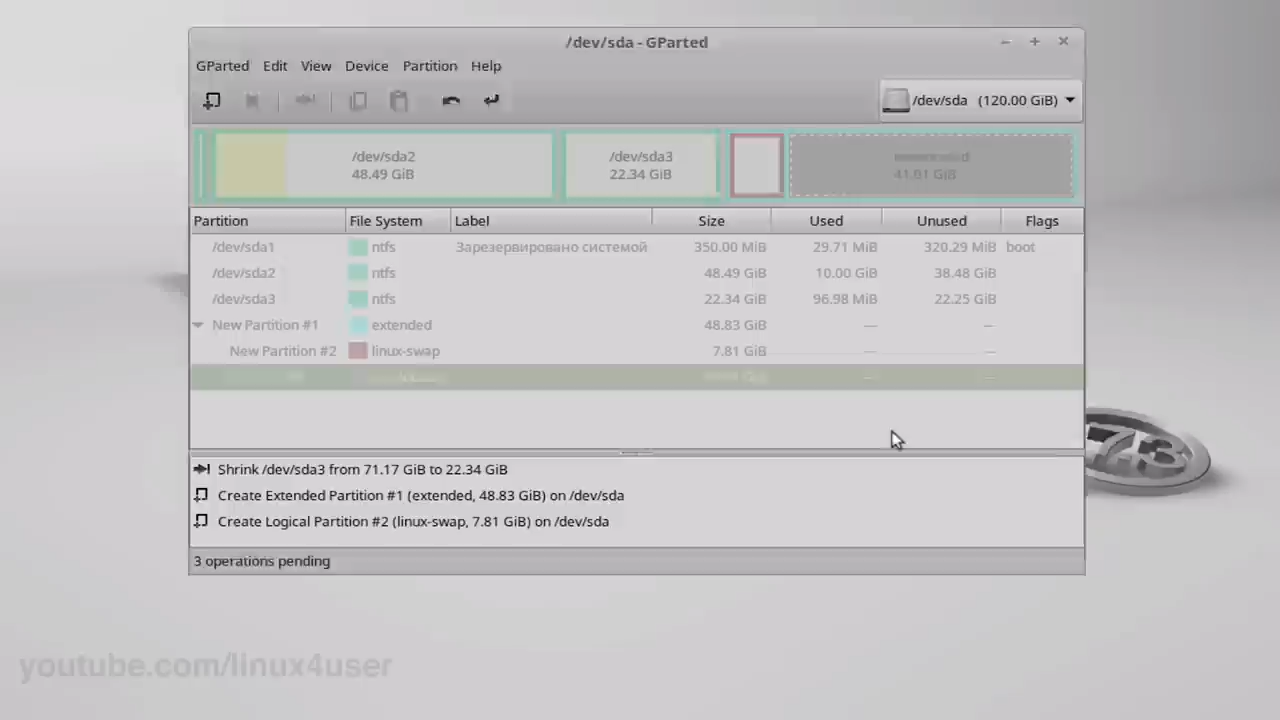 /dev/sda - GParted
GParted Edit View Device Partition Help
/dev/sda (120.00 GiB)
/dev/sda2
48.49 GiB
/dev/sda3
22.34 GiB
Partition File System Label Size Used Unused Flags
/dev/sda1 ntfs Зарезервировано системой 350.00 MiB 29.71 MiB 320.29 MiB boot
/dev/sda2 ntfs 48.49 GiB 10.00 GiB 38.48 GiB
/dev/sda3 ntfs 22.34 GiB 96.98 MiB 22.25 GiB
New Partition #1 extended 48.83 GiB — —
New Partition #2 linux-swap 7.81 GiB — —
Shrink /dev/sda3 from 71.17 GiB to 22.34 GiB
Create Extended Partition #1 (extended, 48.83 GiB) on /dev/sda
Create Logical Partition #2 (linux-swap, 7.81 GiB) on /dev/sda
3 operations pending
17.3
youtube.com/linux4user